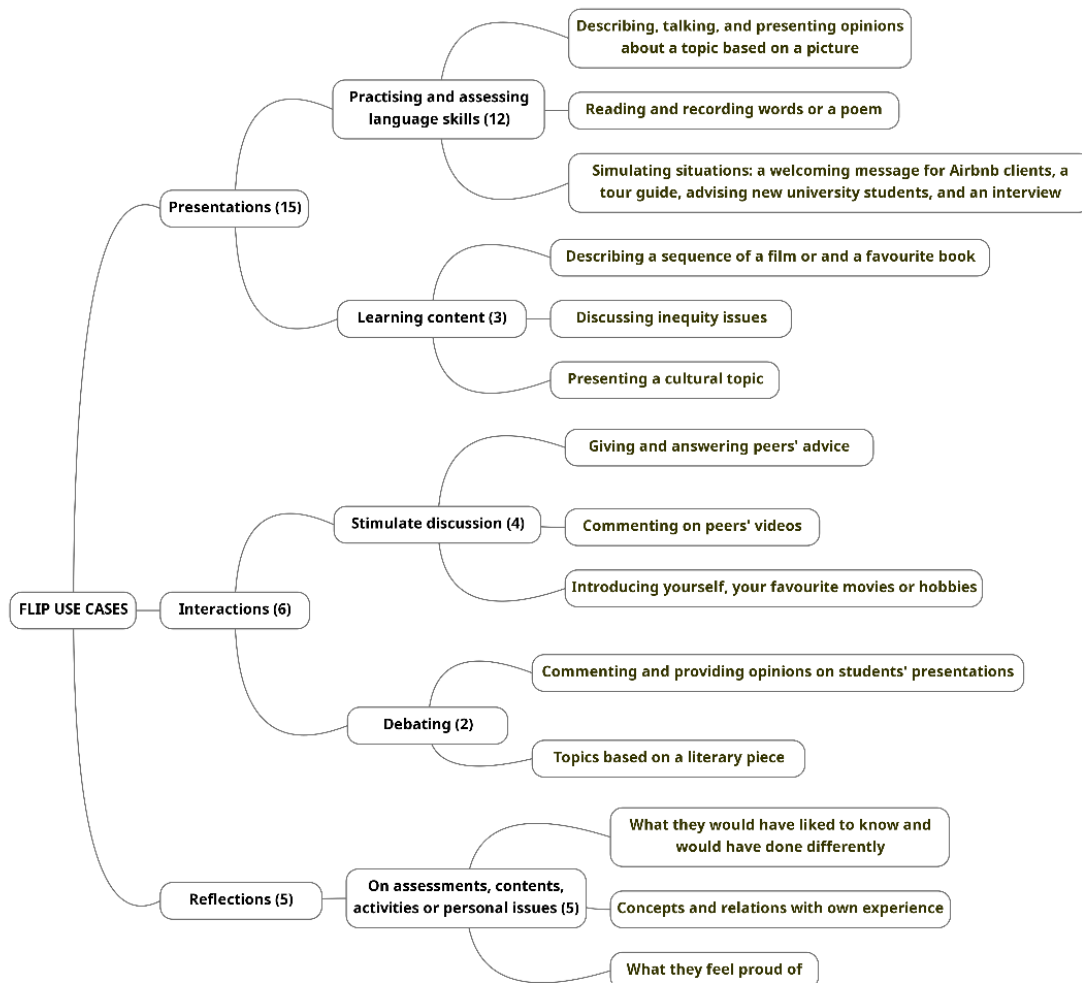 Describing, talking, and presenting opinions
about a topic based on a picture
Practising and assessing
language skills (12)
Reading and recording words or a poem
Simulating situations: a welcoming message for Airbnb clients, a
tour guide, advising new university students, and an interview
Presentations (15)
Describing a sequence of a film or and a favourite book
Learning content (3)
Discussing inequity issues
Presenting a cultural topic
Giving and answering peers' advice
Stimulate discussion (4)
Commenting on peers' videos
Introducing yourself, your favourite movies or hobbies
FLIP USE CASES
Interactions (6)
Commenting and providing opinions on students' presentations
Debating (2)
Topics based on a literary piece
What they would have liked to know and
would have done differently
Reflections (5)
On assessments, contents,
activities or personal issues (5)
Concepts and relations with own experience
What they feel proud of